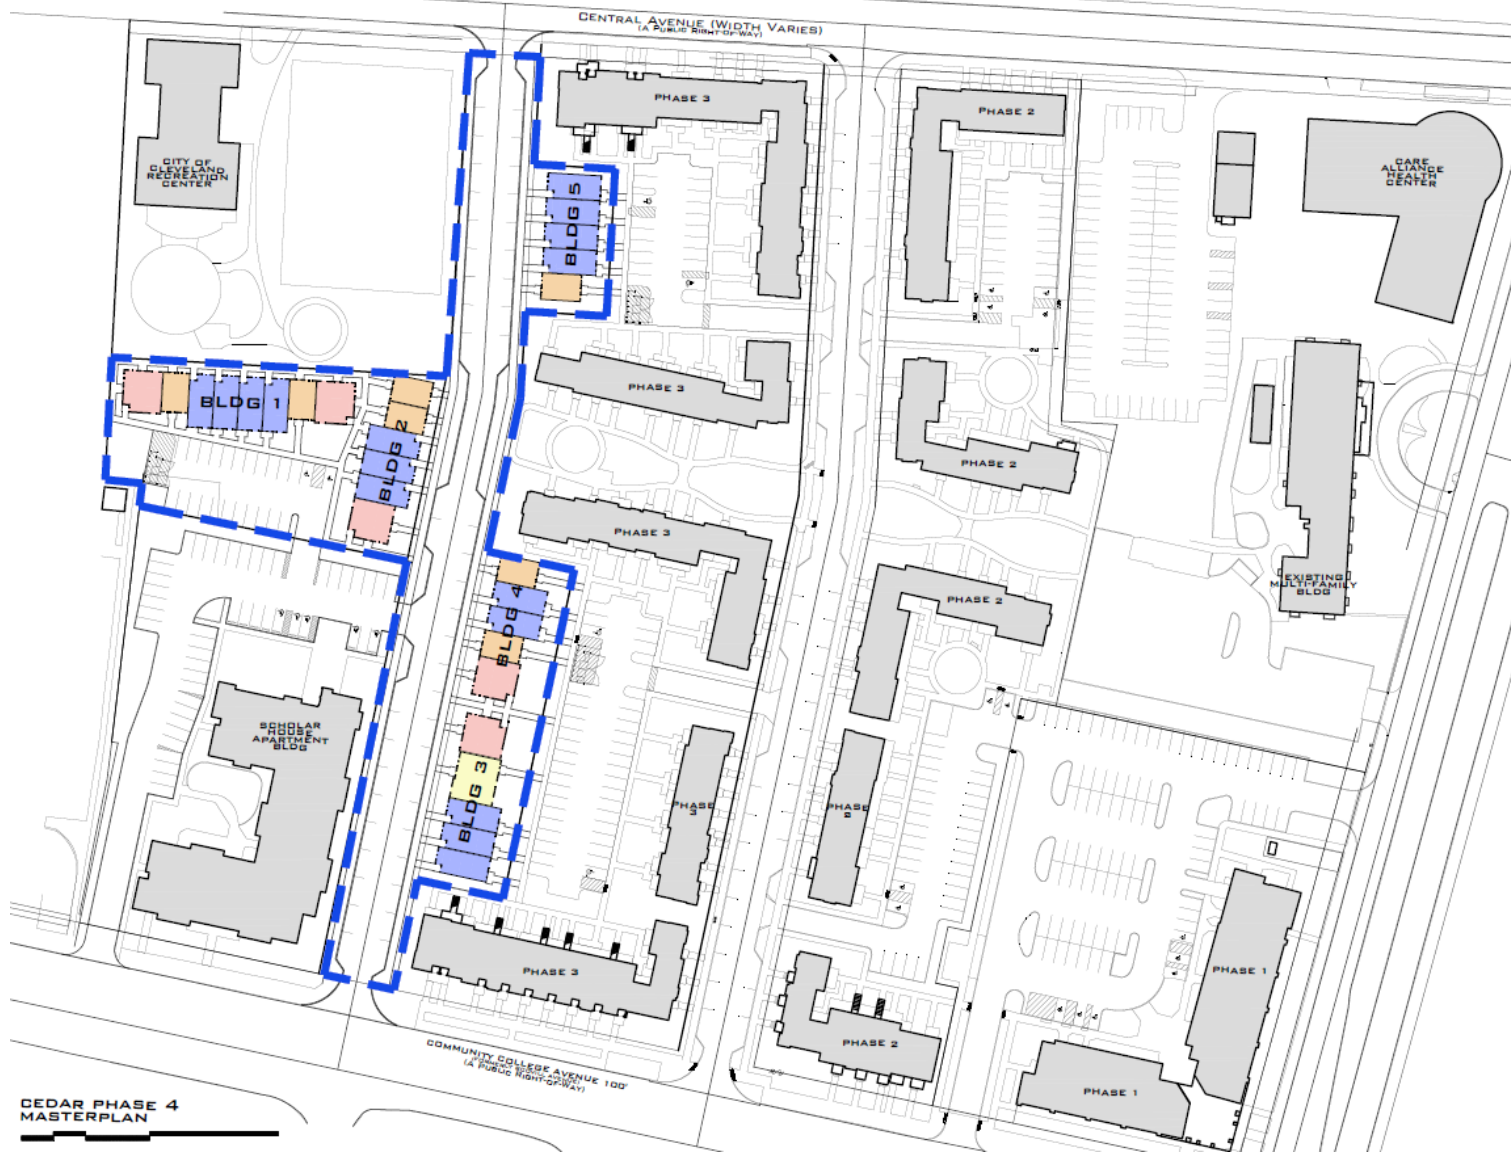 CENTRAL AVENUE (WIDTH VARIES)
(A PUBLIC RIGHT-OF-WAY)
PHASE 3
PHASE 2
CITY OF
CLEVELAND
RECREATION
CENTER
CARE
ALLIANCE
HEALTH
CENTER
BLDG 5
PHASE 3
BLDG 1
BLDG 2
PHASE 2
PHASE 3
BLDG 4
PHASE 2
EXISTING
MULTI-FAMILY
BLDG
SCHOLAR
HOUSE
APARTMENT
BLDG
BLDG 3
PHASE
3
PHASE
2
PHASE 3
PHASE 1
PHASE 2
PHASE 1
COMMUNITY COLLEGE AVENUE 100'
(A PUBLIC RIGHT-OF-WAY)
CEDAR PHASE 4
MASTERPLAN